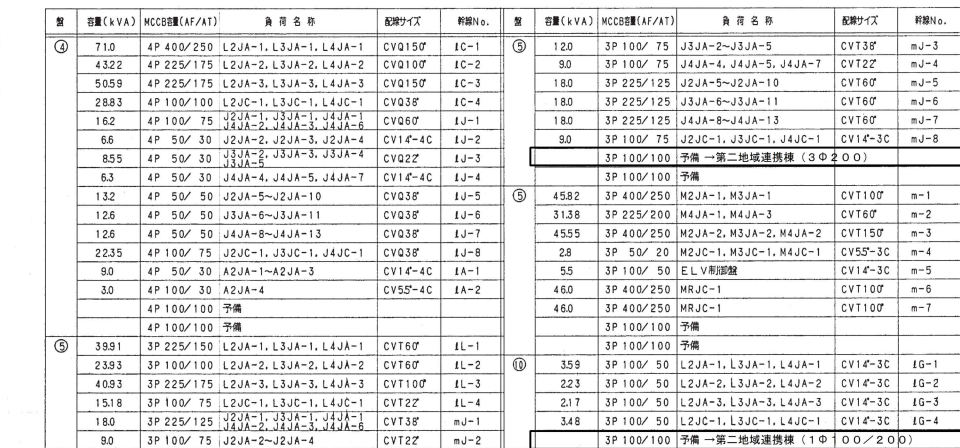 盤 容量(kVA) MCCB容量(AF/AT) 負荷名称 配線サイズ 幹線No.
④ 71.0 4P 400/250 L2JA-1, L3JA-1, L4JA-1 CVQ150° ℓC-1
43.22 4P 225/175 L2JA-2, L3JA-2, L4JA-2 CVQ100° ℓC-2
50.59 4P 225/175 L2JA-3, L3JA-3, L4JA-3 CVQ150° ℓC-3
28.83 4P 100/100 L2JC-1, L3JC-1, L4JC-1 CVQ38° ℓC-4
16.2 4P 100/ 75 J2JA-1, J3JA-1, J4JA-1 J4JA-2, J4JA-3, J4JA-6 CVQ60° ℓJ-1
6.6 4P 50/ 30 J2JA-2, J2JA-3, J2JA-4 CV14°-4C ℓJ-2
8.55 4P 50/ 30 J3JA-2, J3JA-3, J3JA-4 J3JA-5 CVQ22° ℓJ-3
6.3 4P 50/ 30 J4JA-4, J4JA-5, J4JA-7 CV14°-4C ℓJ-4
13.2 4P 50/ 50 J2JA-5~J2JA-10 CVQ38° ℓJ-5
12.6 4P 50/ 50 J3JA-6~J3JA-11 CVQ38° ℓJ-6
12.6 4P 50/ 50 J4JA-8~J4JA-13 CVQ38° ℓJ-7
22.35 4P 100/ 75 J2JC-1, J3JC-1, J4JC-1 CVQ38° ℓJ-8
9.0 4P 50/ 30 A2JA-1~A2JA-3 CV14°-4C ℓA-1
3.0 4P 100/ 30 A2JA-4 CV5.5°-4C ℓA-2
4P 100/100 予備
4P 100/100 予備
⑤ 39.91 3P 225/150 L2JA-1, L3JA-1, L4JA-1 CVT60° ℓL-1
23.93 3P 100/100 L2JA-2, L3JA-2, L4JA-2 CVT60° ℓL-2
40.93 3P 225/175 L2JA-3, L3JA-3, L4JA-3 CVT100° ℓL-3
15.18 3P 100/ 75 L2JC-1, L3JC-1, L4JC-1 CVT22° ℓL-4
18.0 3P 225/125 J2JA-1, J3JA-1, J4JA-1 J4JA-2, J4JA-3, J4JA-6 CVT38° mJ-1
9.0 3P 100/ 75 J2JA-2~J2JA-4 CVT22° mJ-2
盤 容量(kVA) MCCB容量(AF/AT) 負荷名称 配線サイズ 幹線No.
⑤ 12.0 3P 100/ 75 J3JA-2~J3JA-5 CVT38° mJ-3
9.0 3P 100/ 75 J4JA-4, J4JA-5, J4JA-7 CVT22° mJ-4
18.0 3P 225/125 J2JA-5~J2JA-10 CVT60° mJ-5
18.0 3P 225/125 J3JA-6~J3JA-11 CVT60° mJ-6
18.0 3P 225/125 J4JA-8~J4JA-13 CVT60° mJ-7
9.0 3P 100/ 75 J2JC-1, J3JC-1, J4JC-1 CV14°-3C mJ-8
3P 100/100 予備 →第二地域連携棟(3Φ200)
3P 100/100 予備
⑤ 45.82 3P 400/250 M2JA-1, M3JA-1 CVT100° m-1
31.38 3P 225/200 M4JA-1, M4JA-3 CVT60° m-2
45.55 3P 400/250 M2JA-2, M3JA-2, M4JA-2 CVT150° m-3
2.8 3P 50/ 20 M2JC-1, M3JC-1, M4JC-1 CV5.5°-3C m-4
5.5 3P 100/ 50 ELV制御盤 CV14°-3C m-5
46.0 3P 400/250 MRJC-1 CVT100° m-6
46.0 3P 400/250 MRJC-1 CVT100° m-7
3P 100/100 予備
3P 100/100 予備
⑩ 3.59 3P 100/ 50 L2JA-1, L3JA-1, L4JA-1 CV14°-3C ℓG-1
2.23 3P 100/ 50 L2JA-2, L3JA-2, L4JA-2 CV14°-3C ℓG-2
2.17 3P 100/ 50 L2JA-3, L3JA-3, L4JA-3 CV14°-3C ℓG-3
3.48 3P 100/ 50 L2JC-1, L3JC-1, L4JC-1 CV14°-3C ℓG-4
3P 100/100 予備 →第二地域連携棟(1Φ100/200)